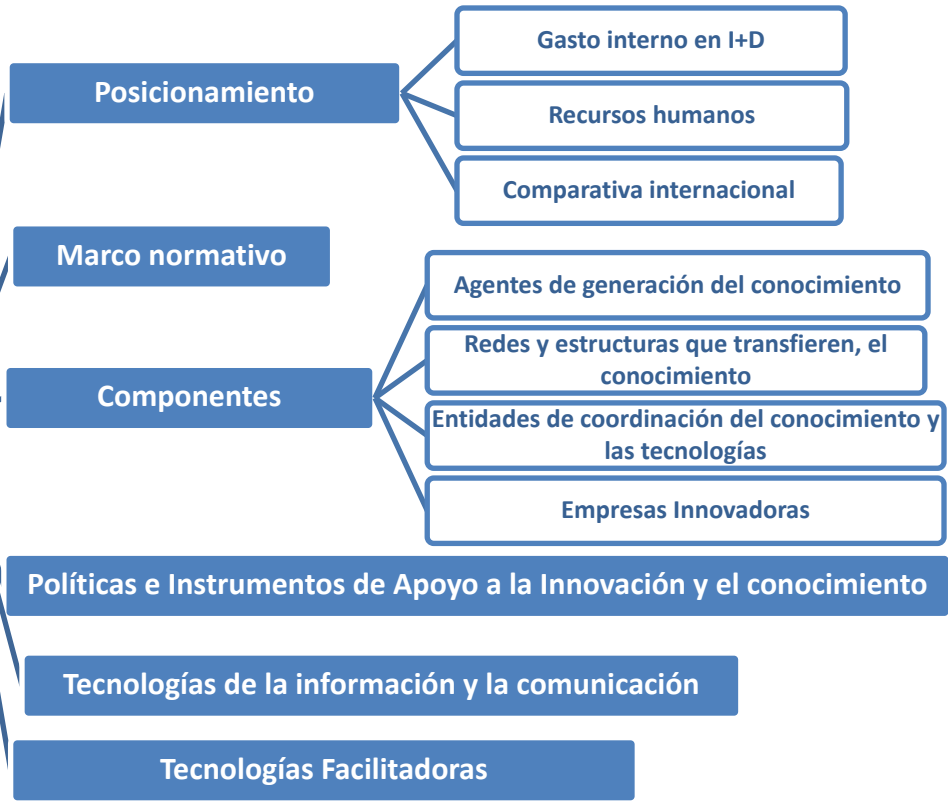 Posicionamiento
Gasto interno en I+D
Recursos humanos
Comparativa internacional
Marco normativo
Componentes
Agentes de generación del conocimiento
Redes y estructuras que transfieren, el
conocimiento
Entidades de coordinación del conocimiento y
las tecnologías
Empresas Innovadoras
Políticas e Instrumentos de Apoyo a la Innovación y el conocimiento
Tecnologías de la información y la comunicación
Tecnologías Facilitadoras